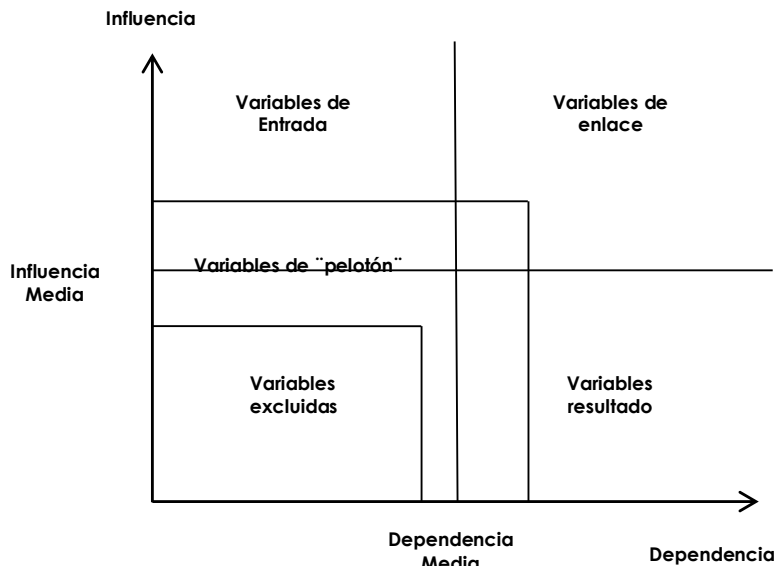 Influencia
Variables de
Entrada
Variables de
enlace
Influencia
Media
Variables de ¨pelotón¨
Variables
excluidas
Variables
resultado
Dependencia
Media
Dependencia